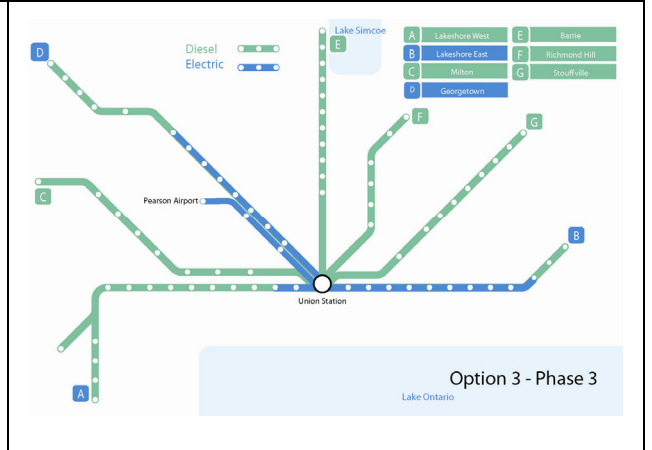 Lake Simcoe
E
Diesel
Electric
A Lakeshore West
B Lakeshore East
C Milton
D Georgetown
E Barrie
F Richmond Hill
G Stouffville
D
F
G
C
Pearson Airport
B
Union Station
A
Option 3 - Phase 3
Lake Ontario